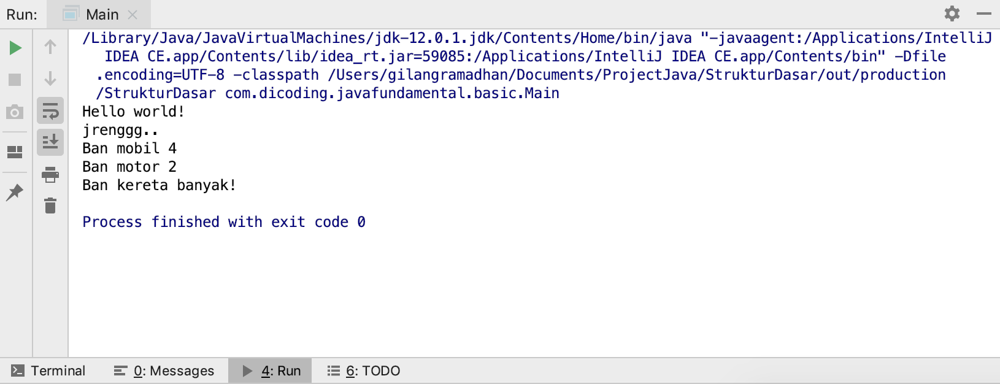 Run: Main
/Library/Java/JavaVirtualMachines/jdk-12.0.1.jdk/Contents/Home/bin/java "-javaagent:/Applications/IntelliJ
IDEA CE.app/Contents/lib/idea_rt.jar=59085:/Applications/IntelliJ IDEA CE.app/Contents/bin" -Dfile
.encoding=UTF-8 -classpath /Users/gilangramadhan/Documents/ProjectJava/StrukturDasar/out/production
/StrukturDasar com.dicoding.javafundamental.basic.Main
Hello world!
jrenggg..
Ban mobil 4
Ban motor 2
Ban kereta banyak!
Process finished with exit code 0
Terminal 0: Messages 4: Run 6: TODO